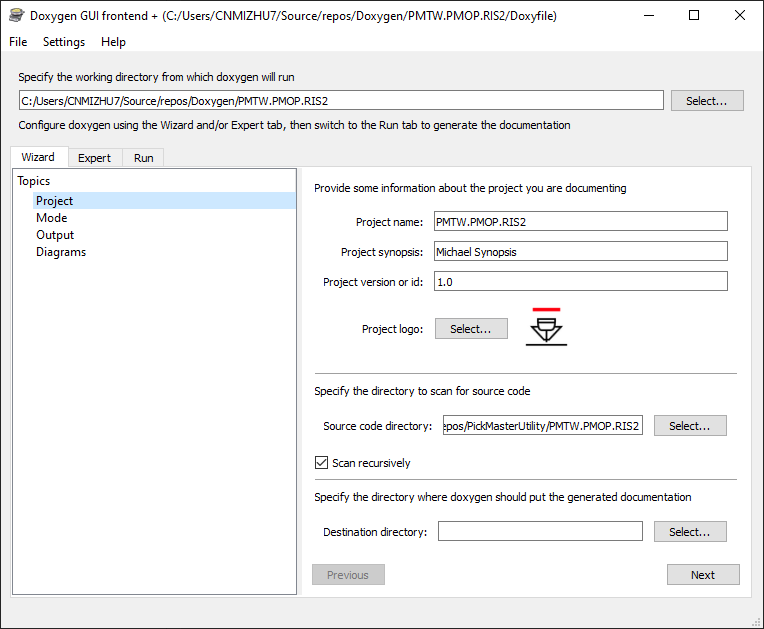 Doxygen GUI frontend + (C:/Users/CNMIZHU7/Source/repos/Doxygen/PMTW.PMOP.RIS2/Doxyfile)
File Settings Help
Specify the working directory from which doxygen will run
C:/Users/CNMIZHU7/Source/repos/Doxygen/PMTW.PMOP.RIS2 Select...
Configure doxygen using the Wizard and/or Expert tab, then switch to the Run tab to generate the documentation
Wizard Expert Run
Topics
Project
Mode
Output
Diagrams
Provide some information about the project you are documenting
Project name: PMTW.PMOP.RIS2
Project synopsis: Michael Synopsis
Project version or id: 1.0
Project logo: Select...
Specify the directory to scan for source code
Source code directory: epos/PickMasterUtility/PMTW.PMOP.RIS2 Select...
Scan recursively
Specify the directory where doxygen should put the generated documentation
Destination directory: Select...
Previous Next